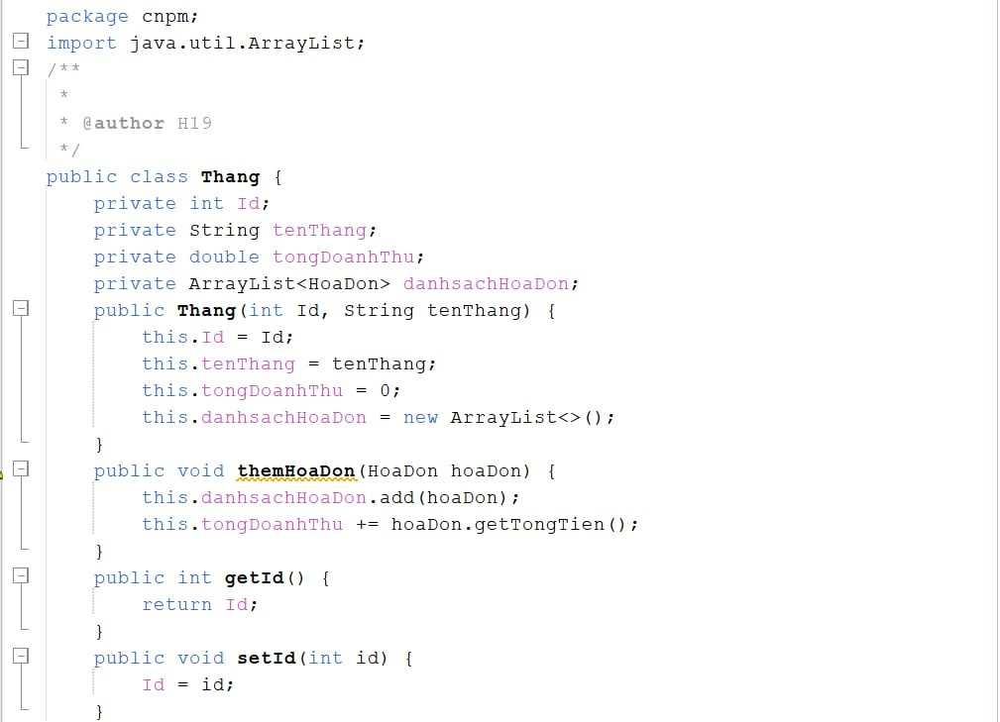 package cnpm;
import java.util.ArrayList;
/**
 *
 * @author H19
 */
public class Thang {
    private int Id;
    private String tenThang;
    private double tongDoanhThu;
    private ArrayList<HoaDon> danhsachHoaDon;
    public Thang(int Id, String tenThang) {
        this.Id = Id;
        this.tenThang = tenThang;
        this.tongDoanhThu = 0;
        this.danhsachHoaDon = new ArrayList<>();
    }
    public void themHoaDon(HoaDon hoaDon) {
        this.danhsachHoaDon.add(hoaDon);
        this.tongDoanhThu += hoaDon.getTongTien();
    }
    public int getId() {
        return Id;
    }
    public void setId(int id) {
        Id = id;
    }